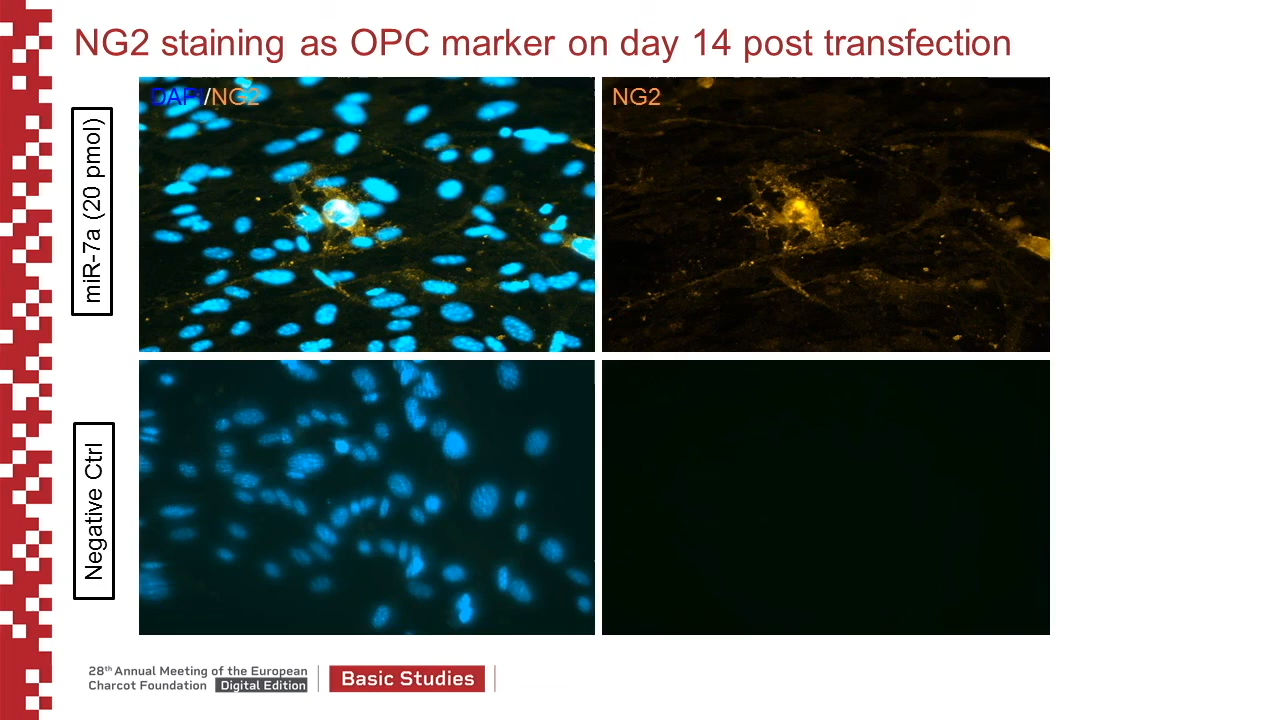 NG2 staining as OPC marker on day 14 post transfection
DAPI/NG2
NG2
miR-7a (20 pmol)
Negative Ctrl
28th Annual Meeting of the European
Charcot Foundation Digital Edition
Basic Studies